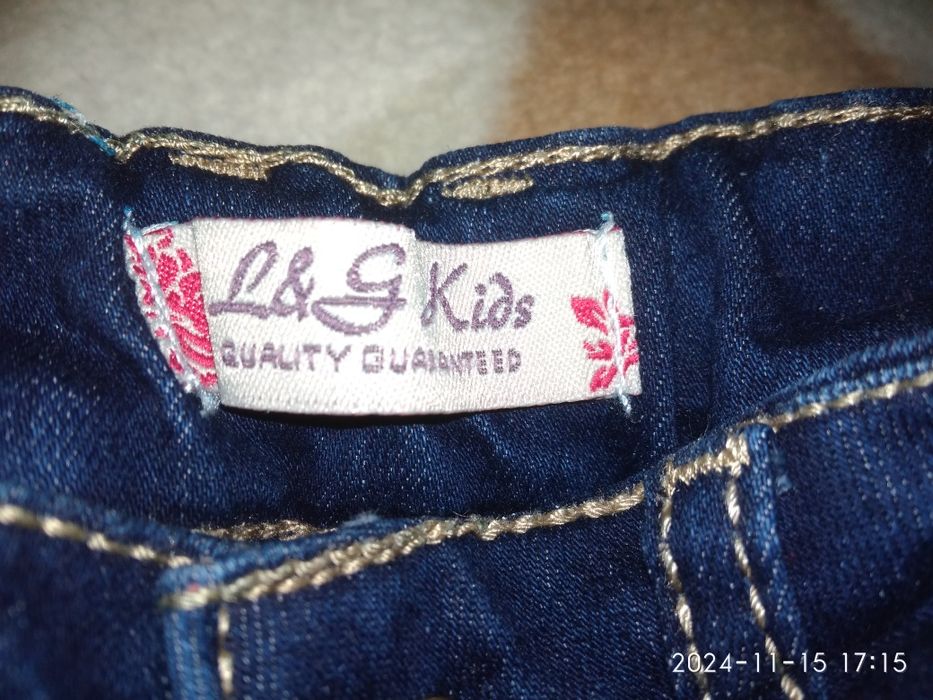 L&G Kids
QUALITY GUARANTEED
2024-11-15 17:15